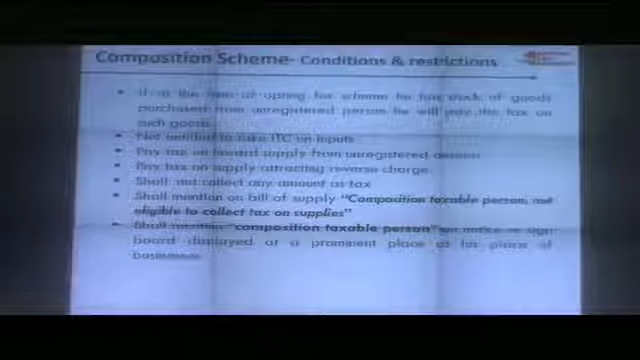 Composition Scheme- Conditions & restrictions
• If at the time of opting for scheme he has stock of goods
purchased from unregistered person he will pay the tax on
such goods
• Not entitled to take ITC on inputs
• Pay tax on inward supply from unregistered person
• Pay tax on supply attracting reverse charge
• Shall not collect any amount as tax
• Shall mention on bill of supply "Composition taxable person, not
eligible to collect tax on supplies"
• Shall mention "composition taxable person" on notice or sign
board displayed at a prominent place at his place of
business